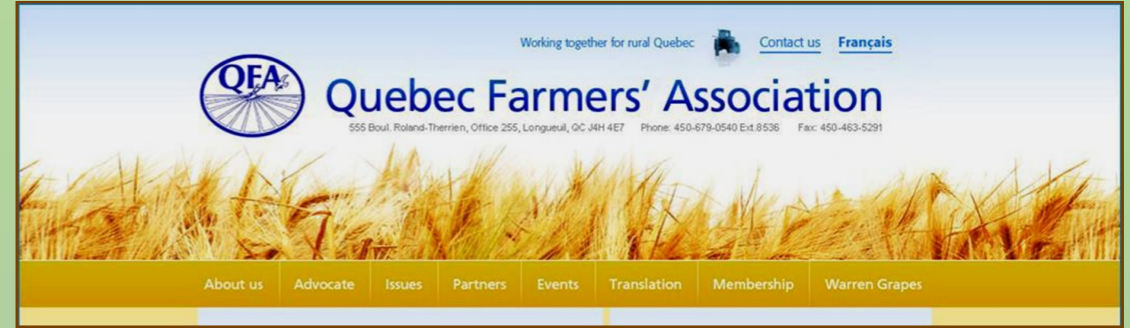 Working together for rural Quebec Contact us Français
QFA
Quebec Farmers' Association
555 Boul. Roland-Therrien, Office 255, Longueuil, QC J4H 4E7 Phone: 450-679-0540 Ext.8536 Fax: 450-463-5291
About us Advocate Issues Partners Events Translation Membership Warren Grapes